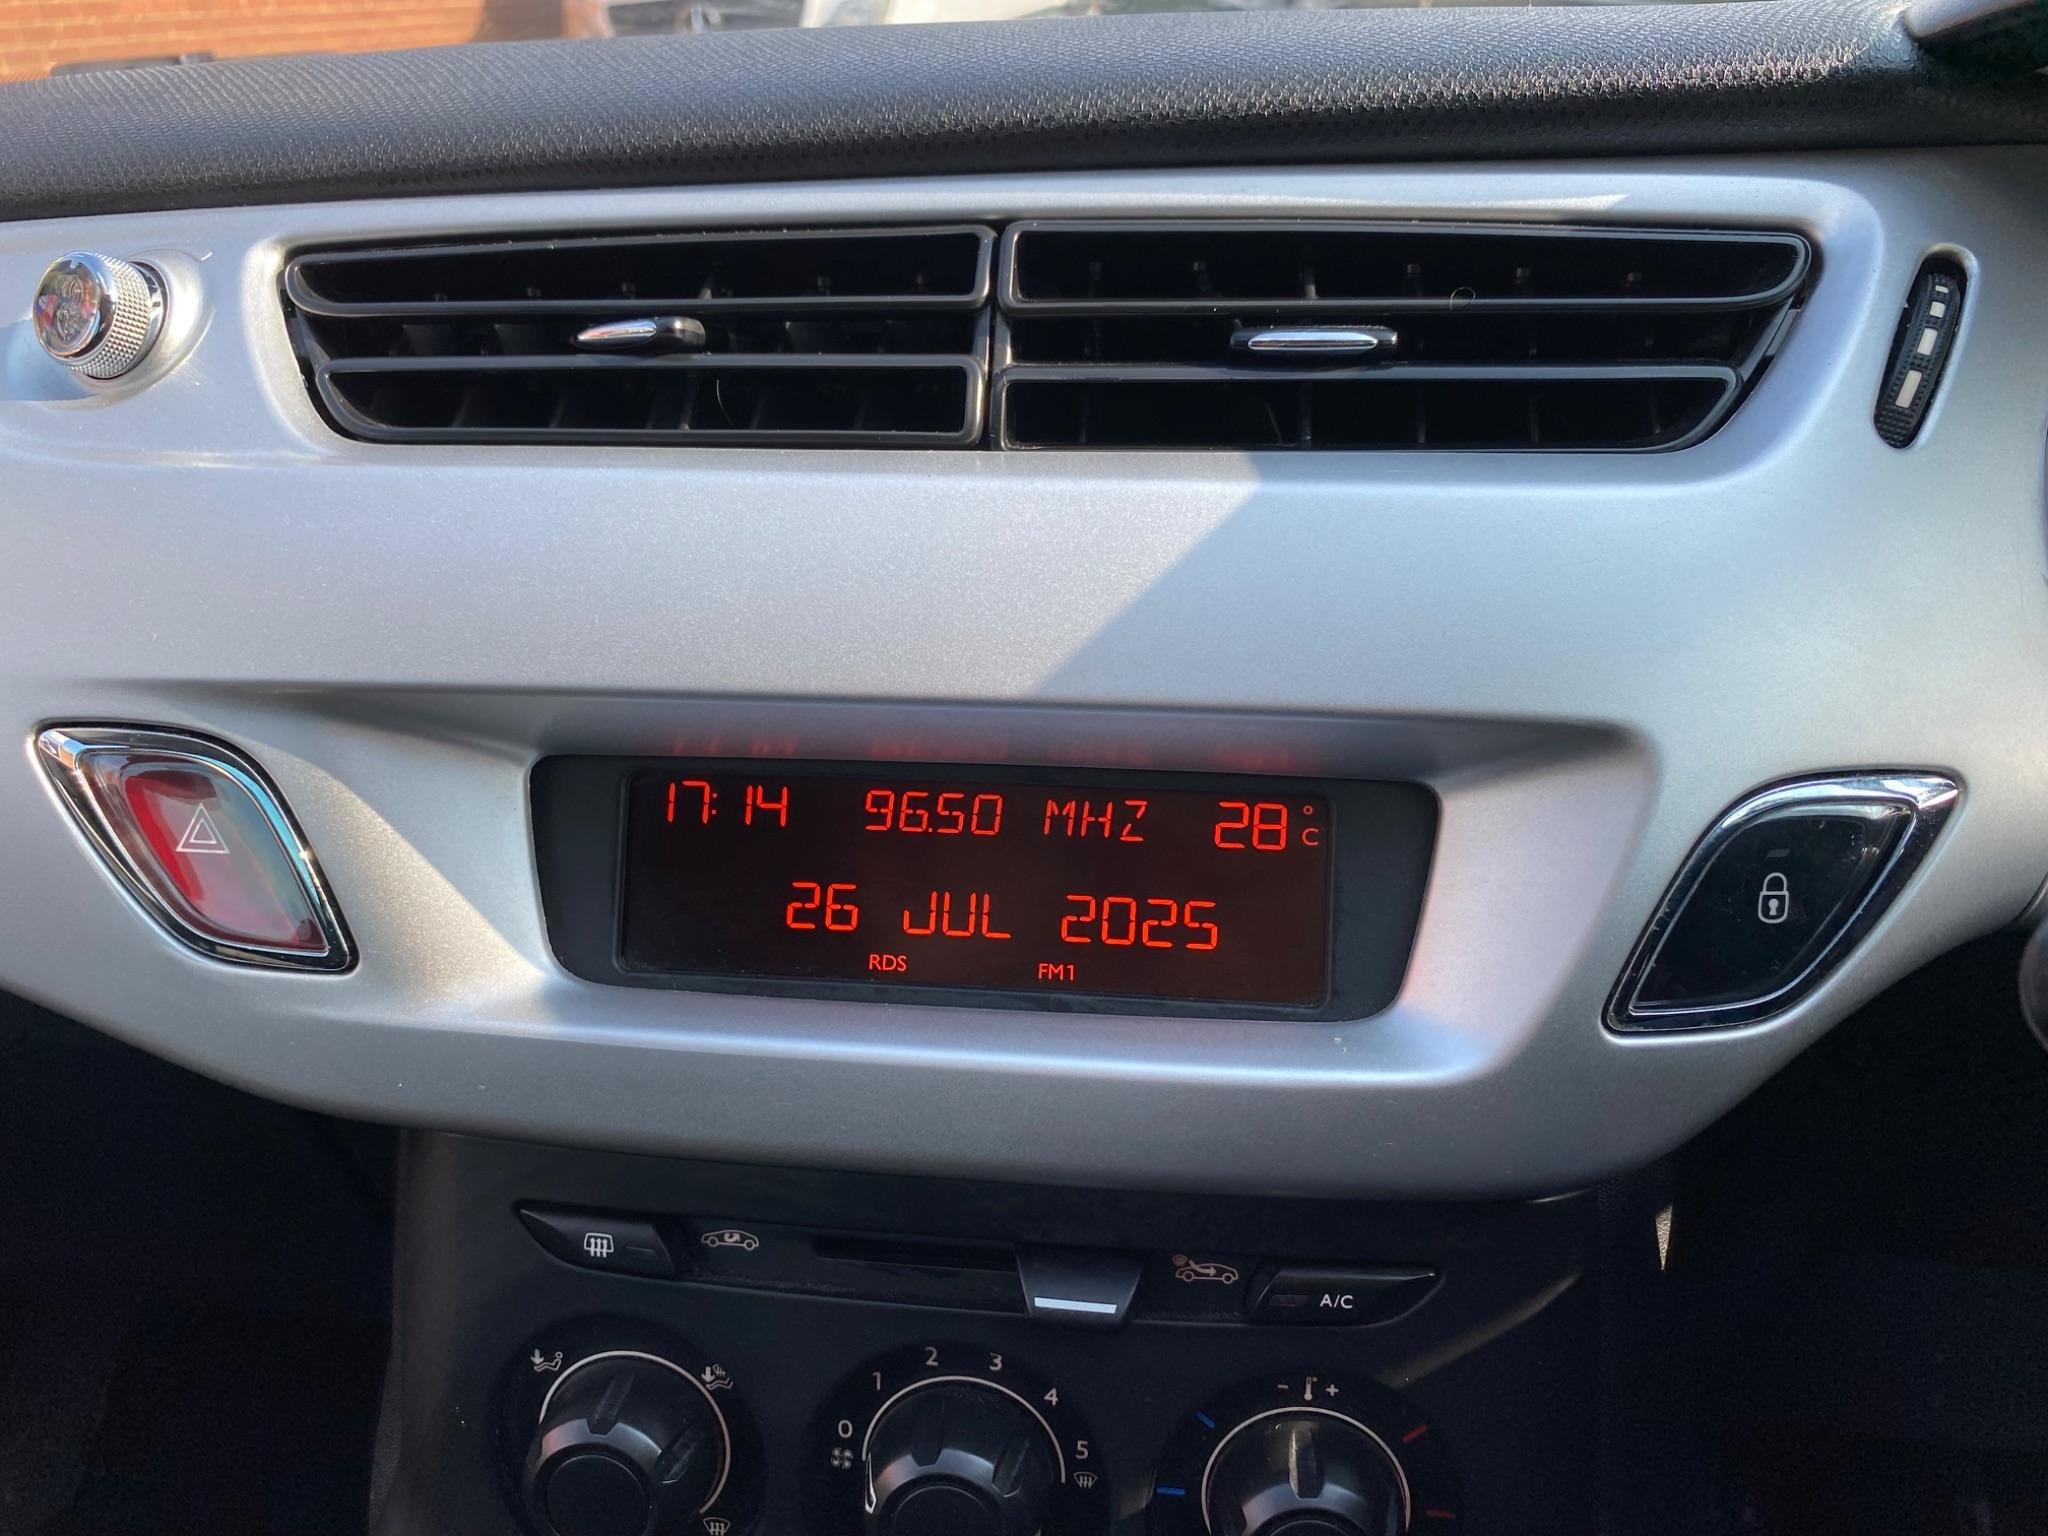 17:14 96.50 MHZ 28°C
26 JUL 2025
RDS FM1
A/C
0 1 2 3 4 5
- +